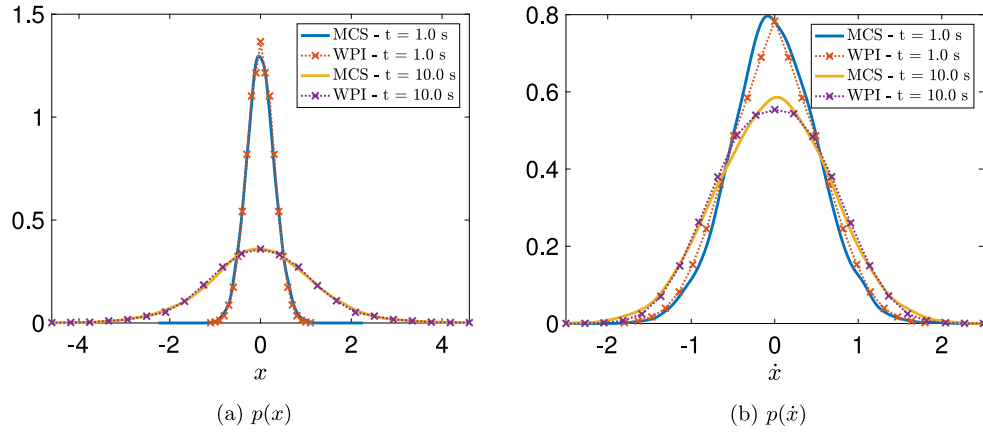 1.5
1
0.5
0
-4
-2
0
2
4
x
MCS - t = 1.0 s
WPI - t = 1.0 s
MCS - t = 10.0 s
WPI - t = 10.0 s
(a) p(x)
0.8
0.6
0.4
0.2
0
-2
-1
0
1
2
ẋ
MCS - t = 1.0 s
WPI - t = 1.0 s
MCS - t = 10.0 s
WPI - t = 10.0 s
(b) p(ẋ)